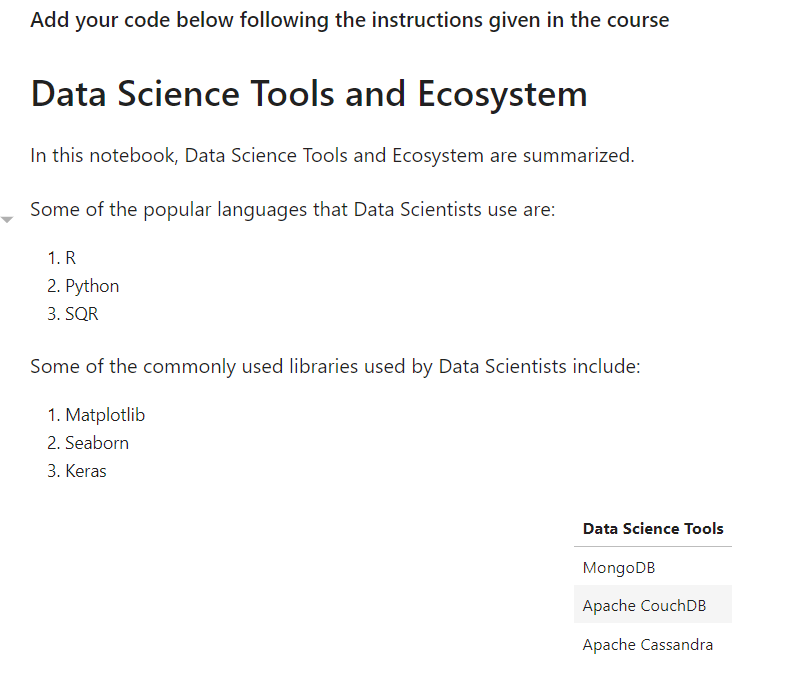 Add your code below following the instructions given in the course
Data Science Tools and Ecosystem
In this notebook, Data Science Tools and Ecosystem are summarized.
Some of the popular languages that Data Scientists use are:
1. R
2. Python
3. SQR
Some of the commonly used libraries used by Data Scientists include:
1. Matplotlib
2. Seaborn
3. Keras
Data Science Tools
MongoDB
Apache CouchDB
Apache Cassandra